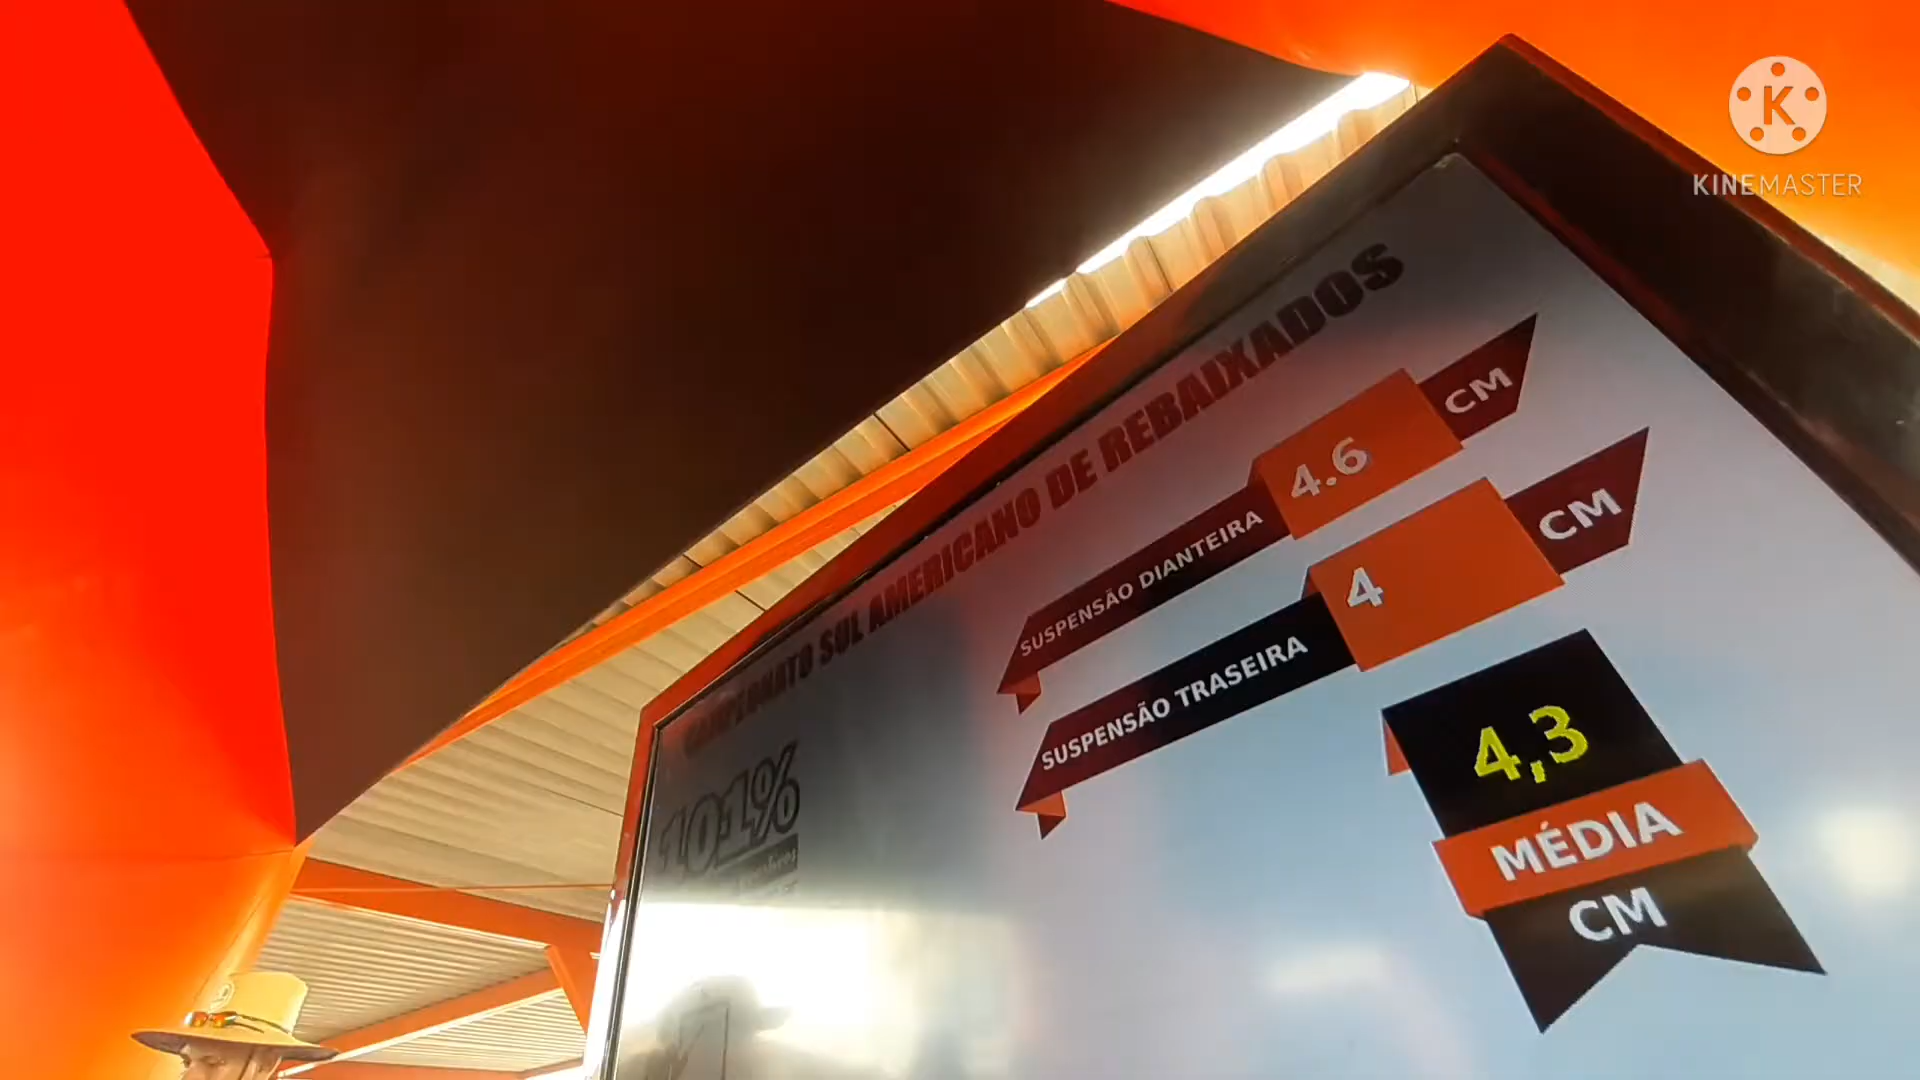 K
KINEMASTER
CAMPEONATO SUL AMERICANO DE REBAIXADOS
SUSPENSÃO DIANTEIRA 4.6 CM
SUSPENSÃO TRASEIRA 4 CM
101%
4,3
MÉDIA
CM